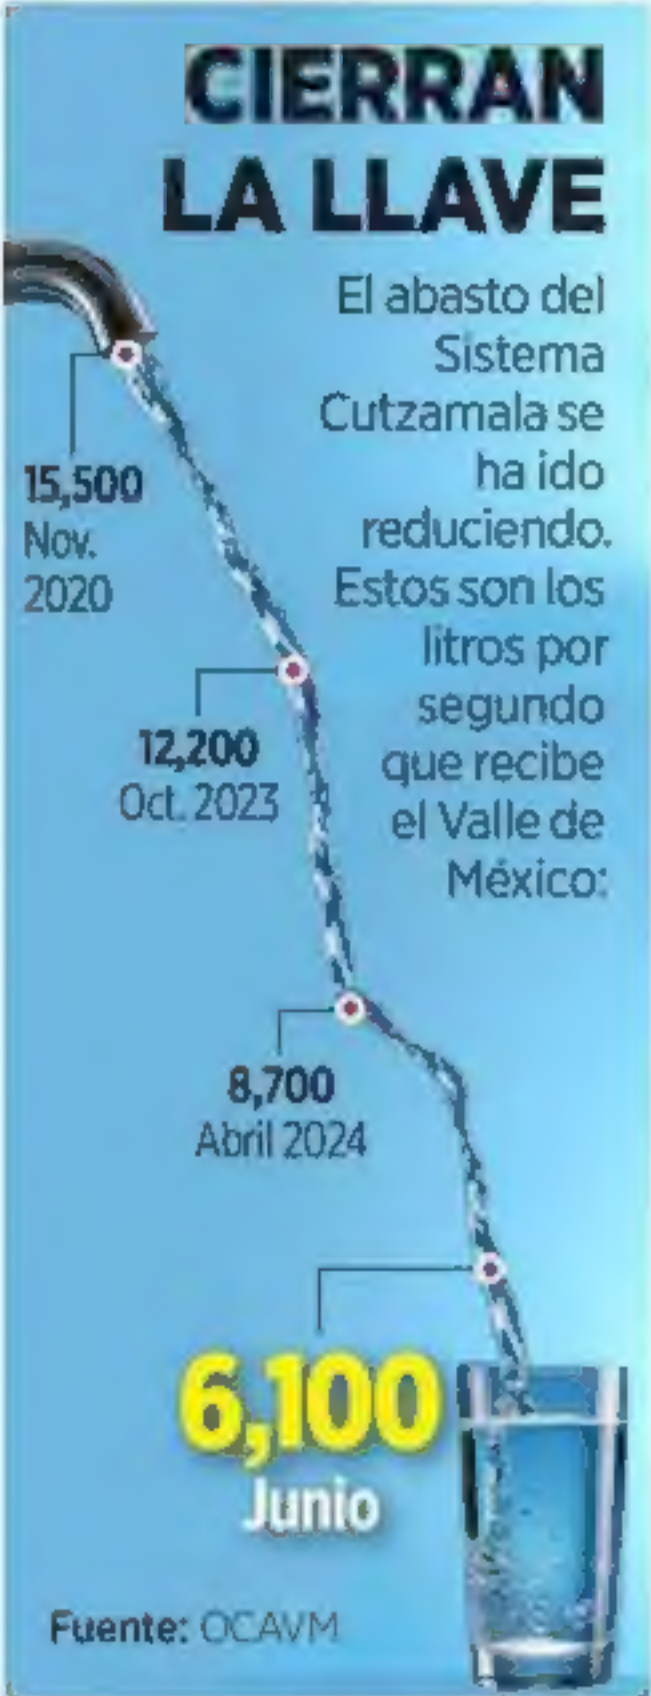 CIERRAN
LA LLAVE
El abasto del
Sistema
Cutzamala se
ha ido
reduciendo.
Estos son los
litros por
segundo
que recibe
el Valle de
México:
15,500
Nov.
2020
12,200
Oct. 2023
8,700
Abril 2024
6,100
Junio
Fuente: OCAVM